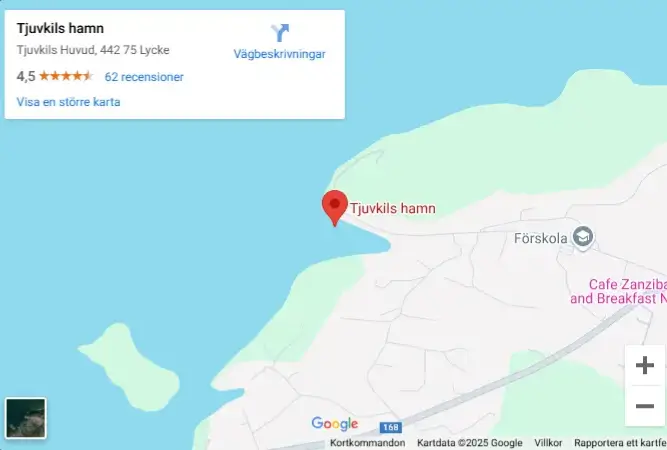 Tjuvkils hamn
Tjuvkils Huvud, 442 75 Lycke
Vägbeskrivningar
4,5
62 recensioner
Visa en större karta
Tjuvkils hamn
Förskola
Cafe Zanziba
and Breakfast N
Google
168
Kortkommandon
Kartdata ©2025 Google
Villkor
Rapportera ett kartfe